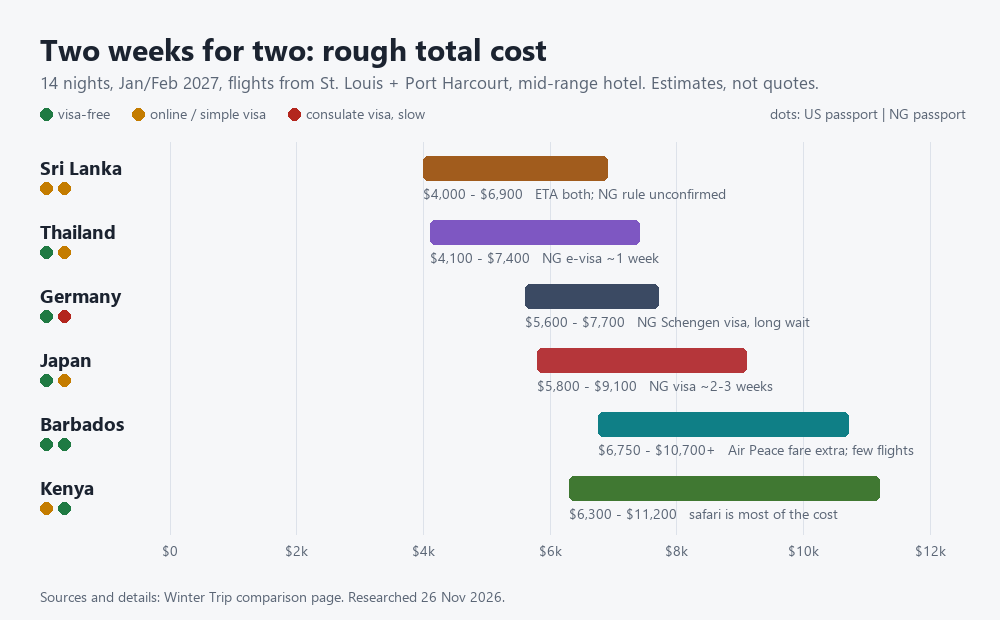 Two weeks for two: rough total cost
14 nights, Jan/Feb 2027, flights from St. Louis + Port Harcourt, mid-range hotel. Estimates, not quotes.
visa-free online / simple visa consulate visa, slow dots: US passport | NG passport
Sri Lanka
$4,000 - $6,900 ETA both; NG rule unconfirmed
Thailand
$4,100 - $7,400 NG e-visa ~1 week
Germany
$5,600 - $7,700 NG Schengen visa, long wait
Japan
$5,800 - $9,100 NG visa ~2-3 weeks
Barbados
$6,750 - $10,700+ Air Peace fare extra; few flights
Kenya
$6,300 - $11,200 safari is most of the cost
$0 $2k $4k $6k $8k $10k $12k
Sources and details: Winter Trip comparison page. Researched 26 Nov 2026.